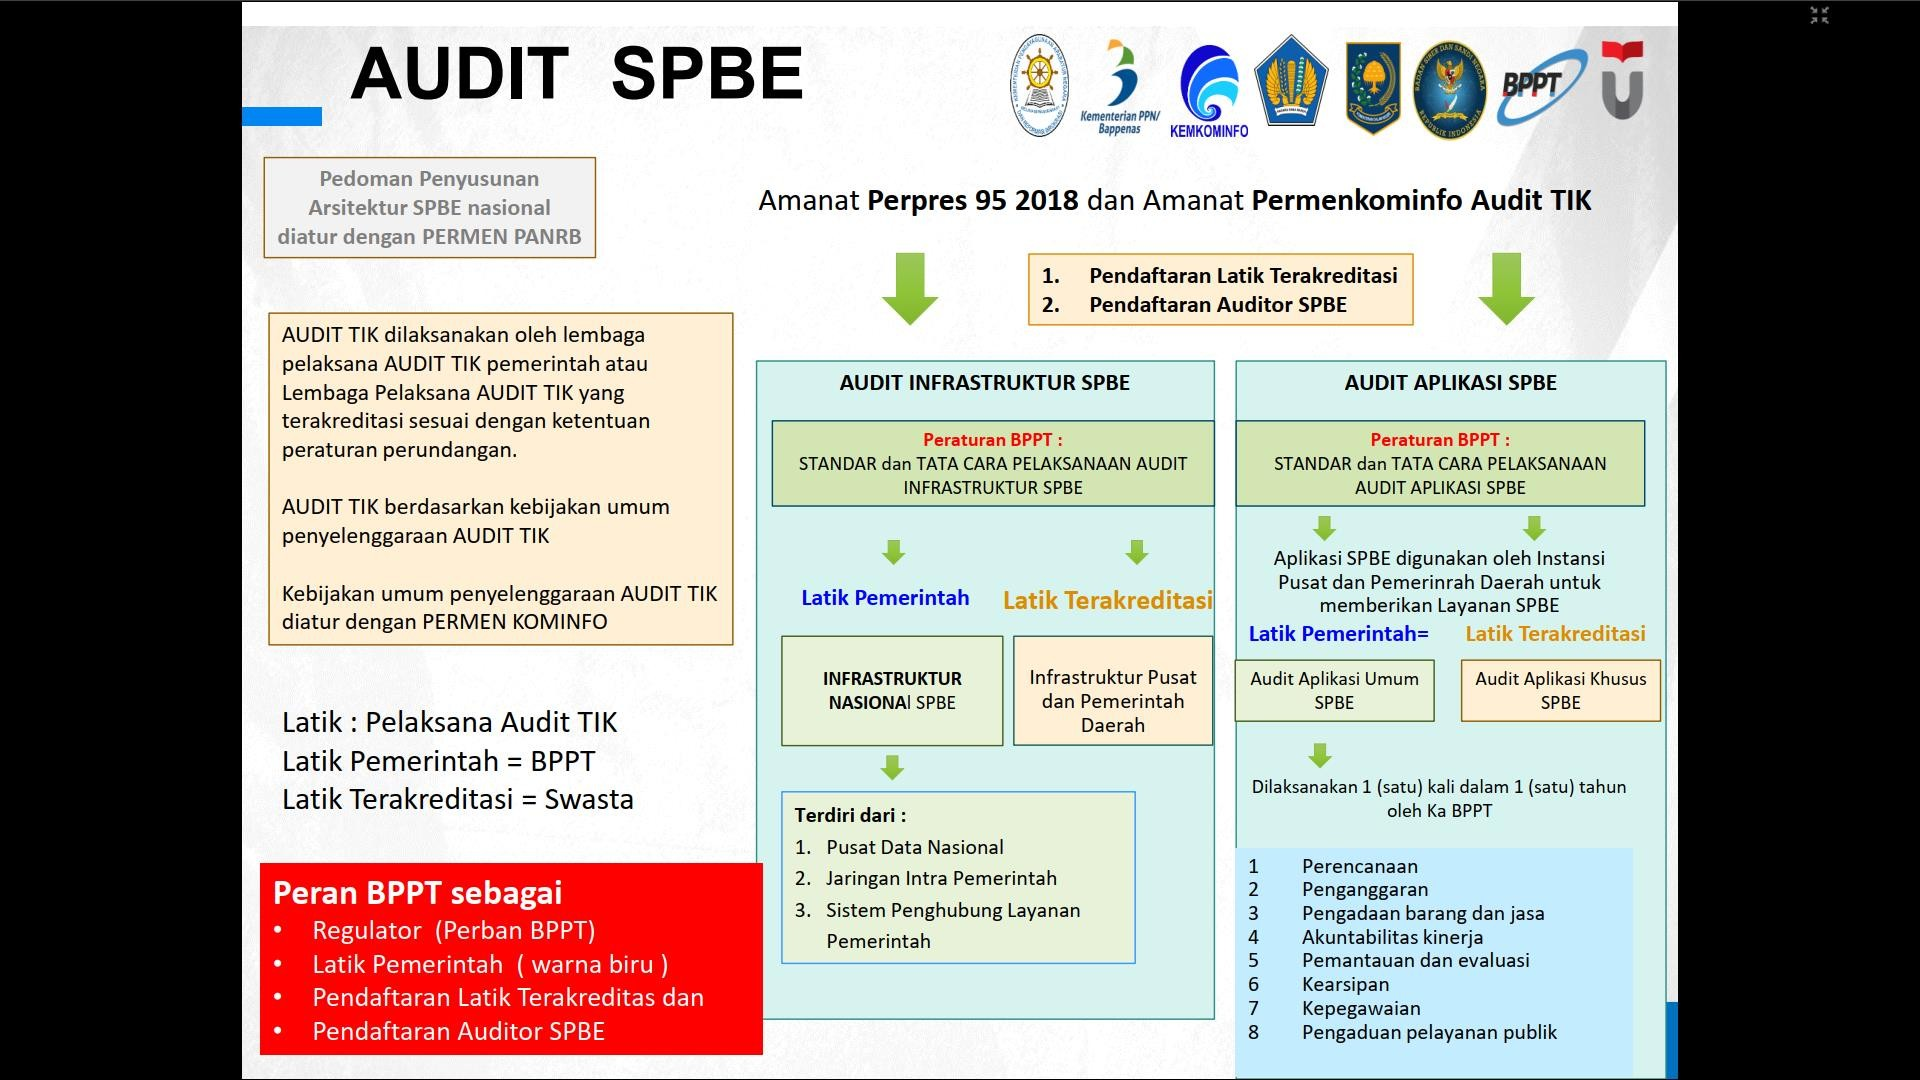 AUDIT SPBE
Kementerian PPN/
Bappenas
KEMKOMINFO
BPPT
Pedoman Penyusunan
Arsitektur SPBE nasional
diatur dengan PERMEN PANRB
Amanat Perpres 95 2018 dan Amanat Permenkominfo Audit TIK
1. Pendaftaran Latik Terakreditasi
2. Pendaftaran Auditor SPBE
AUDIT TIK dilaksanakan oleh lembaga
pelaksana AUDIT TIK pemerintah atau
Lembaga Pelaksana AUDIT TIK yang
terakreditasi sesuai dengan ketentuan
peraturan perundangan.
AUDIT TIK berdasarkan kebijakan umum
penyelenggaraan AUDIT TIK
Kebijakan umum penyelenggaraan AUDIT TIK
diatur dengan PERMEN KOMINFO
Latik : Pelaksana Audit TIK
Latik Pemerintah = BPPT
Latik Terakreditasi = Swasta
Peran BPPT sebagai
• Regulator (Perban BPPT)
• Latik Pemerintah ( warna biru )
• Pendaftaran Latik Terakreditas dan
• Pendaftaran Auditor SPBE
AUDIT INFRASTRUKTUR SPBE
Peraturan BPPT :
STANDAR dan TATA CARA PELAKSANAAN AUDIT
INFRASTRUKTUR SPBE
Latik Pemerintah
Latik Terakreditasi
INFRASTRUKTUR
NASIONAl SPBE
Infrastruktur Pusat
dan Pemerintah
Daerah
Terdiri dari :
1. Pusat Data Nasional
2. Jaringan Intra Pemerintah
3. Sistem Penghubung Layanan
Pemerintah
AUDIT APLIKASI SPBE
Peraturan BPPT :
STANDAR dan TATA CARA PELAKSANAAN
AUDIT APLIKASI SPBE
Aplikasi SPBE digunakan oleh Instansi
Pusat dan Pemerinrah Daerah untuk
memberikan Layanan SPBE
Latik Pemerintah=
Latik Terakreditasi
Audit Aplikasi Umum
SPBE
Audit Aplikasi Khusus
SPBE
Dilaksanakan 1 (satu) kali dalam 1 (satu) tahun
oleh Ka BPPT
1 Perencanaan
2 Penganggaran
3 Pengadaan barang dan jasa
4 Akuntabilitas kinerja
5 Pemantauan dan evaluasi
6 Kearsipan
7 Kepegawaian
8 Pengaduan pelayanan publik